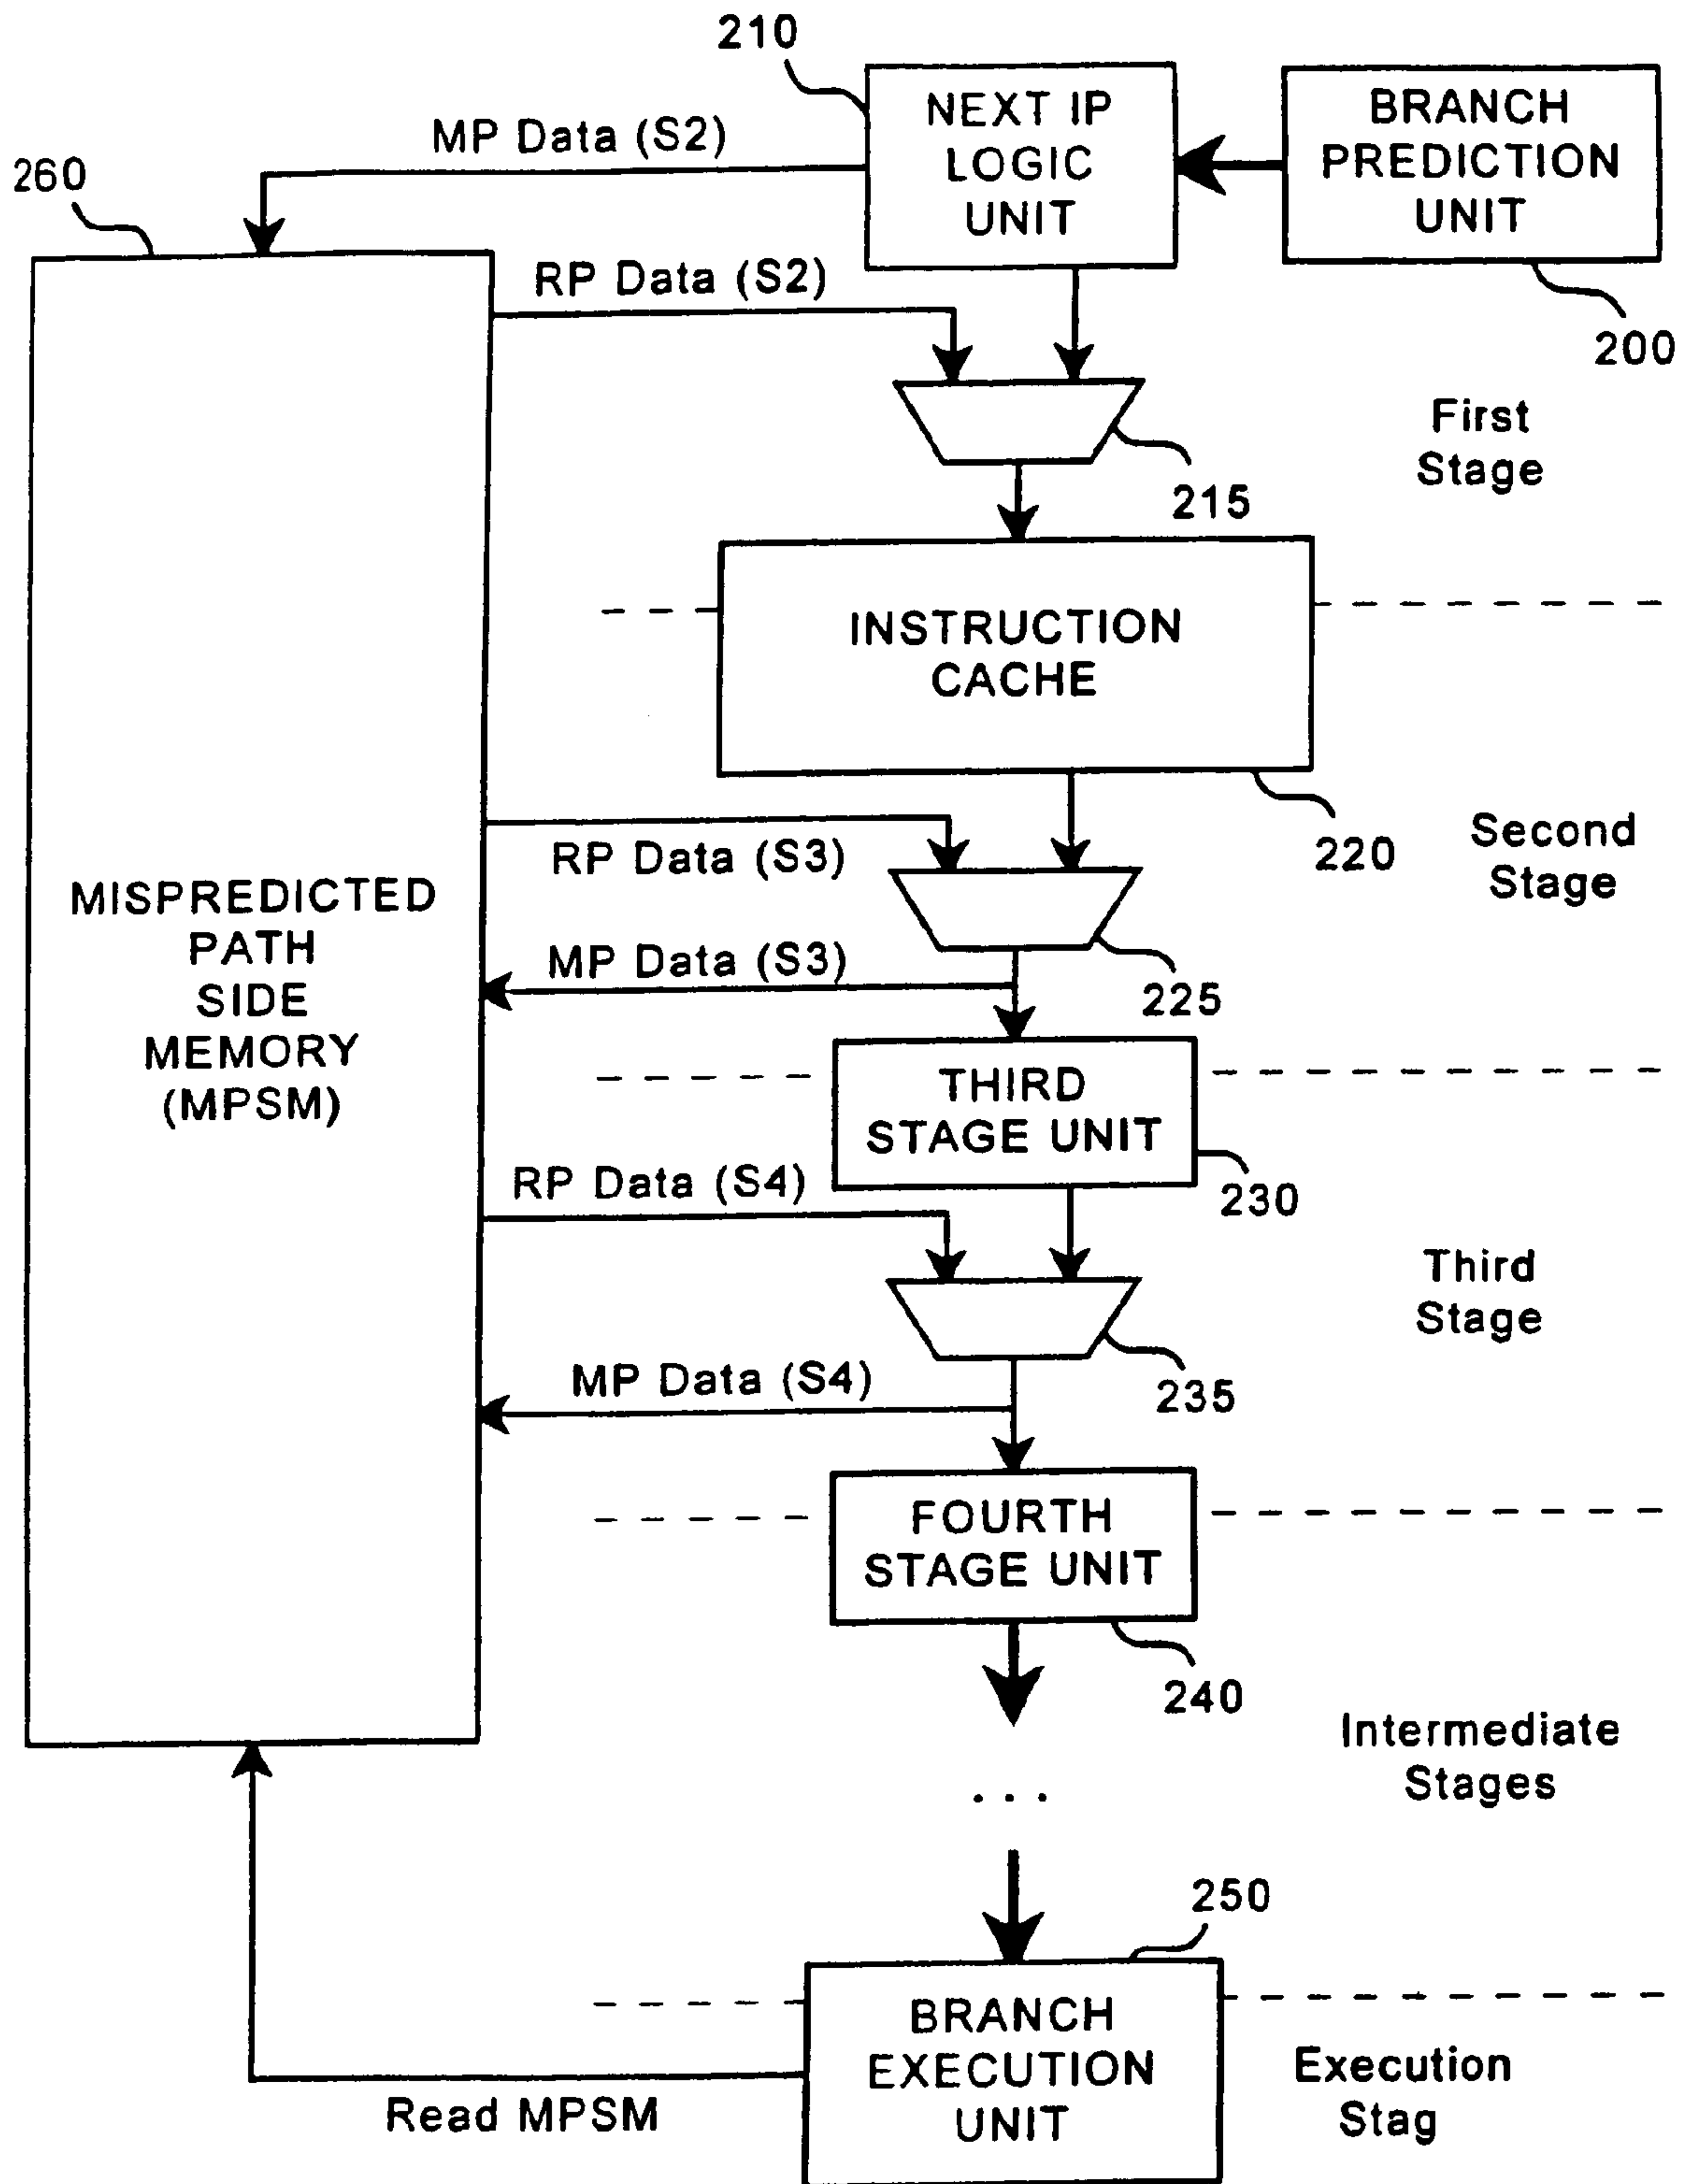 210
NEXT IP
LOGIC
UNIT
BRANCH
PREDICTION
UNIT
MP Data (S2)
260
RP Data (S2)
200
First
Stage
215
INSTRUCTION
CACHE
RP Data (S3)
220
Second
Stage
MISPREDICTED
PATH
SIDE
MEMORY
(MPSM)
MP Data (S3)
225
THIRD
STAGE UNIT
RP Data (S4)
230
Third
Stage
MP Data (S4)
235
FOURTH
STAGE UNIT
240
Intermediate
Stages
...
250
BRANCH
EXECUTION
UNIT
Execution
Stag
Read MPSM